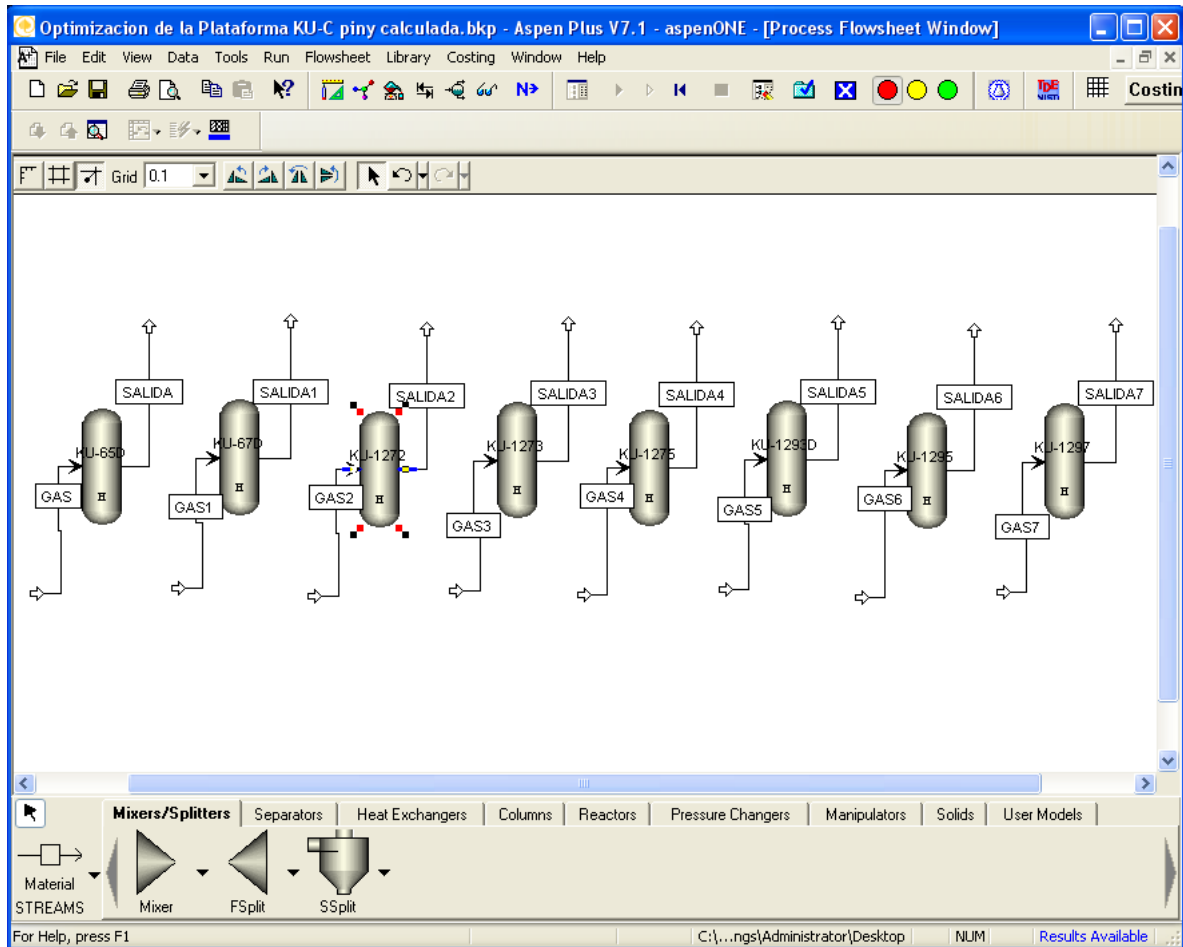 Optimizacion de la Plataforma KU-C piny calculada.bkp - Aspen Plus V7.1 - aspenONE - [Process Flowsheet Window]
File Edit View Data Tools Run Flowsheet Library Costing Window Help
N Costin
Grid 0.1
SALIDA SALIDA1 SALIDA2 SALIDA3 SALIDA4 SALIDA5 SALIDA6 SALIDA7
KU-65D KU-67D KU-1272 KU-1273 KU-1275 KU-1293D KU-1295 KU-1297
H H H H H H H H
GAS GAS1 GAS2 GAS3 GAS4 GAS5 GAS6 GAS7
Mixers/Splitters Separators Heat Exchangers Columns Reactors Pressure Changers Manipulators Solids User Models
Material
STREAMS Mixer FSplit SSplit
For Help, press F1 C:\...ngs\Administrator\Desktop NUM Results Available